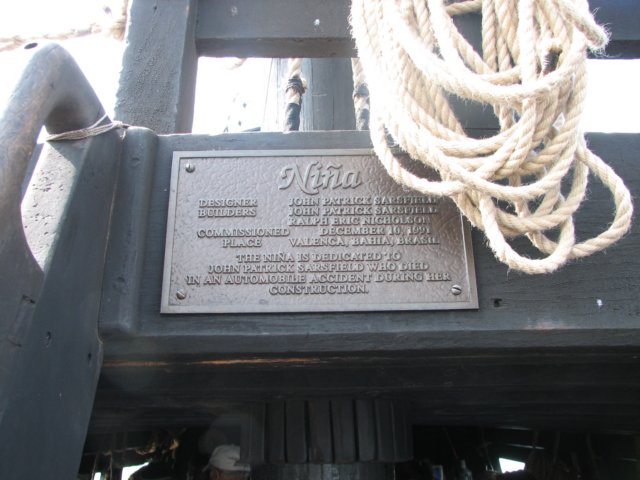 Niña
DESIGNER JOHN PATRICK SARSFIELD
BUILDERS JOHN PATRICK SARSFIELD
RALPH ERIC NICHOLSON
COMMISSIONED DECEMBER 10, 1991
PLACE VALENCA, BAHIA, BRASIL
THE NIÑA IS DEDICATED TO
JOHN PATRICK SARSFIELD WHO DIED
IN AN AUTOMOBILE ACCIDENT DURING HER
CONSTRUCTION.